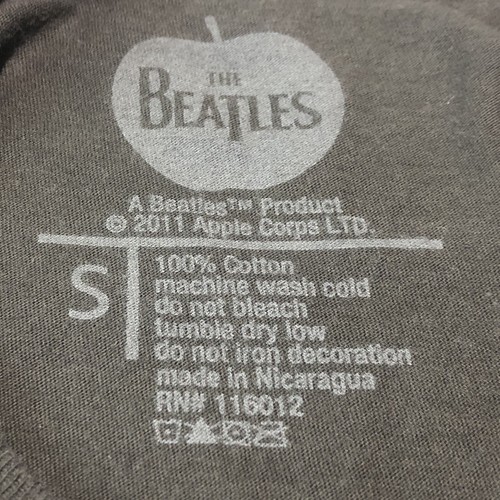 THE
BEATLES
A Beatles™ Product
© 2011 Apple Corps LTD.
S
100% Cotton
machine wash cold
do not bleach
tumble dry low
do not iron decoration
made in Nicaragua
RN# 116012